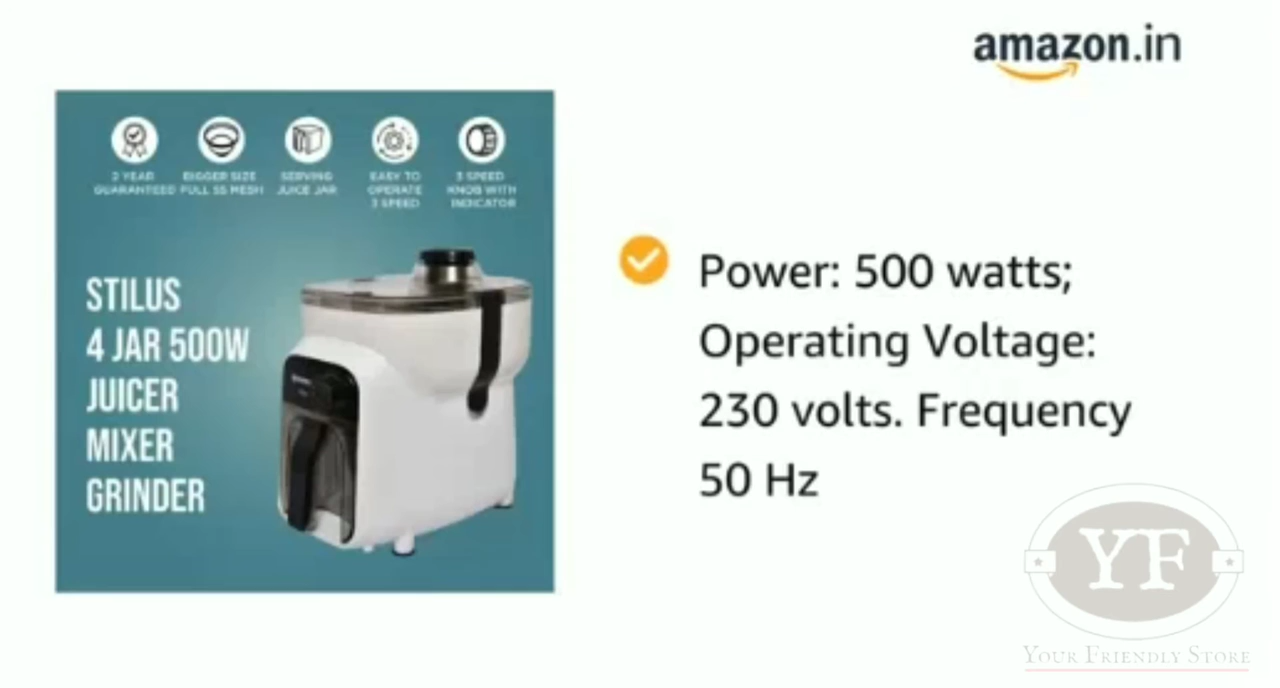 amazon.in
2 YEAR
GUARANTEED
BIGGER SIZE
FULL SS MESH
SERVING
JUICE JAR
EASY TO
OPERATE
3 SPEED
3 SPEED
KNOB WITH
INDICATOR
STILUS
4 JAR 500W
JUICER
MIXER
GRINDER
Power: 500 watts;
Operating Voltage:
230 volts. Frequency
50 Hz
YF
YOUR FRIENDLY STORE